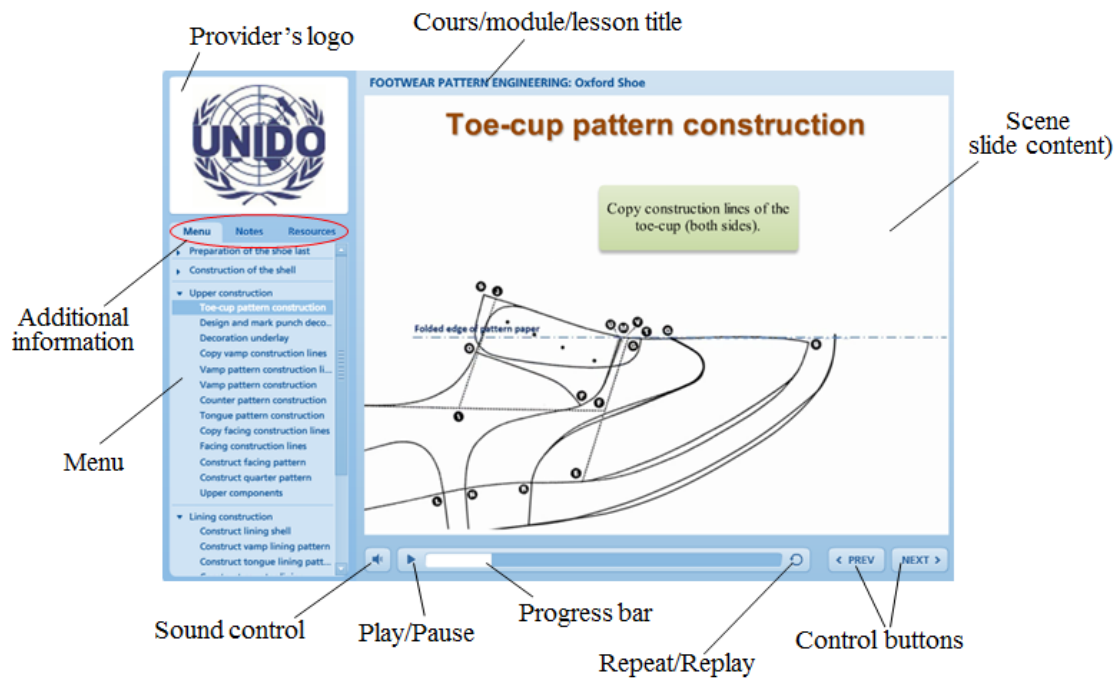 Provider's logo
Cours/module/lesson title
UNIDO
FOOTWEAR PATTERN ENGINEERING: Oxford Shoe
Toe-cup pattern construction
Scene
slide content)
Copy construction lines of the
toe-cup (both sides).
Menu Notes Resources
Preparation of the shoe last
Construction of the shell
Upper construction
Toe-cup pattern construction
Design and mark punch deco...
Decoration underlay
Copy vamp construction lines
Vamp pattern construction li...
Vamp pattern construction
Counter pattern construction
Tongue pattern construction
Copy facing construction lines
Facing construction lines
Construct facing pattern
Construct quarter pattern
Upper components
Lining construction
Construct lining shell
Construct vamp lining pattern
Construct tongue lining patt...
Additional
information
Menu
Folded edge of pattern paper
PREV
NEXT
Sound control
Play/Pause
Progress bar
Repeat/Replay
Control buttons